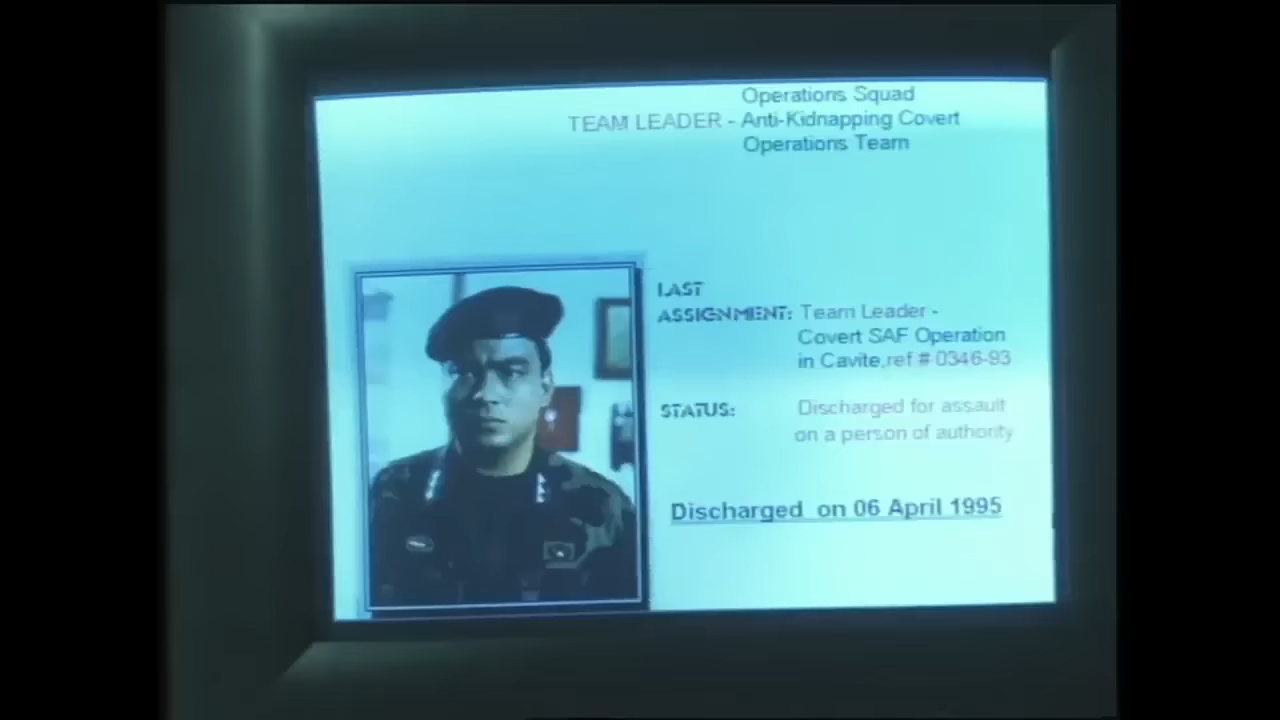 Operations Squad
TEAM LEADER - Anti-Kidnapping Covert
Operations Team
LAST
ASSIGNMENT: Team Leader -
Covert SAF Operation
in Cavite,ref # 0346-93
STATUS: Discharged for assault
on a person of authority
Discharged on 06 April 1995